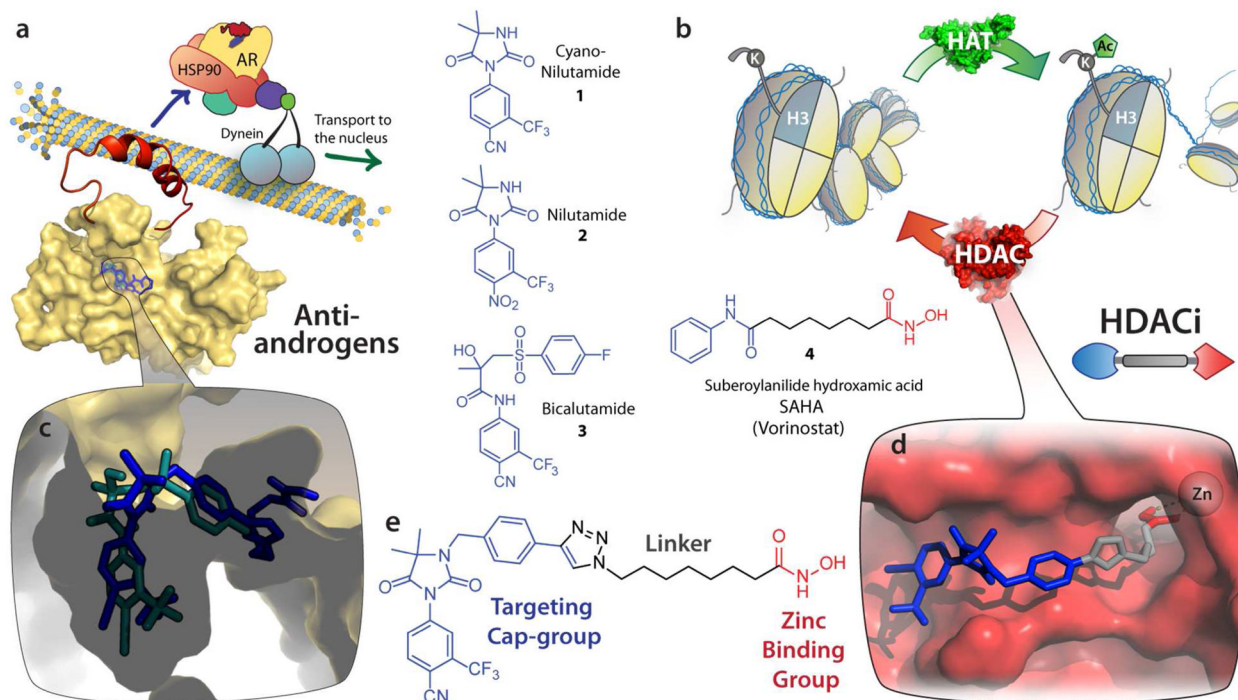 a
HSP90
AR
Dynein
Transport to
the nucleus
Anti-
androgens
NH
O
O
N
CF3
CN
Cyano-
Nilutamide
1
NH
O
O
N
CF3
NO2
Nilutamide
2
HO
O
O
S
F
O
HN
CF3
CN
Bicalutamide
3
b
HAT
K
H3
K
Ac
H3
HDAC
H
N
O
O
N
H
OH
4
Suberoylanilide hydroxamic acid
SAHA
(Vorinostat)
HDACi
c
d
Zn
e
N
O
O
N
CF3
CN
N
N
N
Linker
O
N
H
OH
Targeting
Cap-group
Zinc
Binding
Group